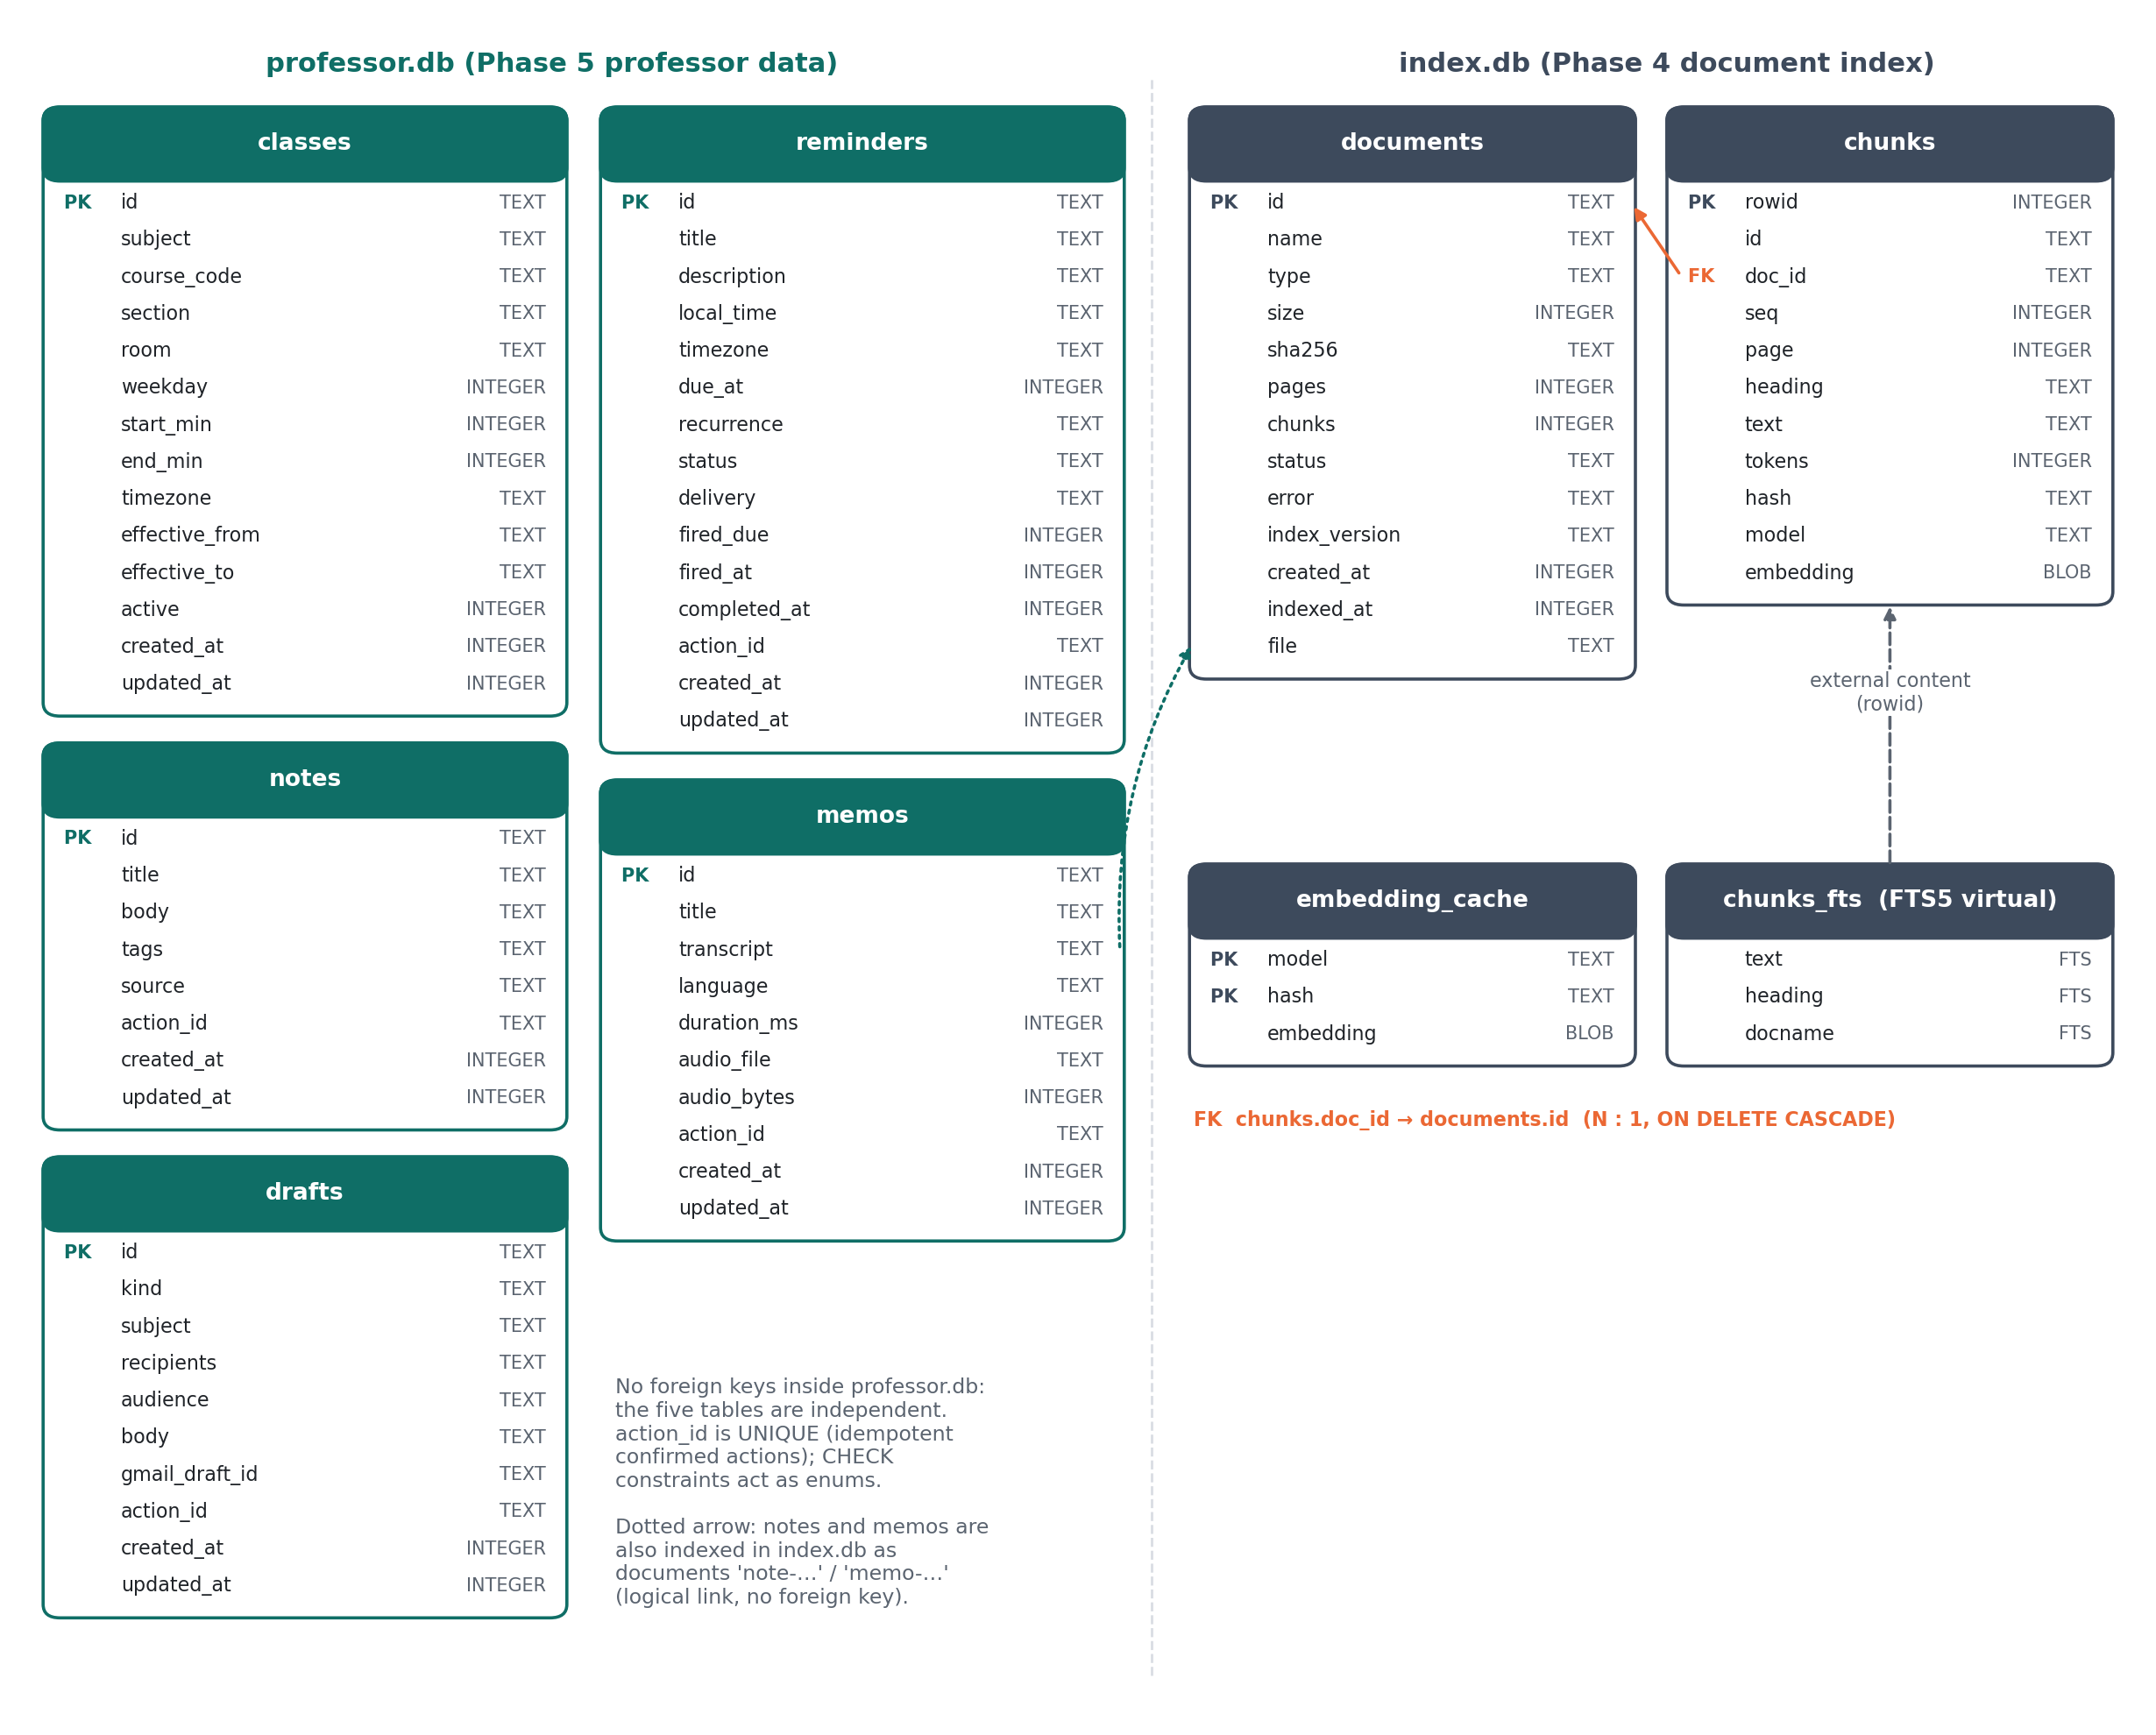 professor.db (Phase 5 professor data)
classes
PK id TEXT
subject TEXT
course_code TEXT
section TEXT
room TEXT
weekday INTEGER
start_min INTEGER
end_min INTEGER
timezone TEXT
effective_from TEXT
effective_to TEXT
active INTEGER
created_at INTEGER
updated_at INTEGER
notes
PK id TEXT
title TEXT
body TEXT
tags TEXT
source TEXT
action_id TEXT
created_at INTEGER
updated_at INTEGER
drafts
PK id TEXT
kind TEXT
subject TEXT
recipients TEXT
audience TEXT
body TEXT
gmail_draft_id TEXT
action_id TEXT
created_at INTEGER
updated_at INTEGER
reminders
PK id TEXT
title TEXT
description TEXT
local_time TEXT
timezone TEXT
due_at INTEGER
recurrence TEXT
status TEXT
delivery TEXT
fired_due INTEGER
fired_at INTEGER
completed_at INTEGER
action_id TEXT
created_at INTEGER
updated_at INTEGER
memos
PK id TEXT
title TEXT
transcript TEXT
language TEXT
duration_ms INTEGER
audio_file TEXT
audio_bytes INTEGER
action_id TEXT
created_at INTEGER
updated_at INTEGER
No foreign keys inside professor.db:
the five tables are independent.
action_id is UNIQUE (idempotent
confirmed actions); CHECK
constraints act as enums.
Dotted arrow: notes and memos are
also indexed in index.db as
documents 'note-…' / 'memo-…'
(logical link, no foreign key).
index.db (Phase 4 document index)
documents
PK id TEXT
name TEXT
type TEXT
size INTEGER
sha256 TEXT
pages INTEGER
chunks INTEGER
status TEXT
error TEXT
index_version TEXT
created_at INTEGER
indexed_at INTEGER
file TEXT
chunks
PK rowid INTEGER
id TEXT
FK doc_id TEXT
seq INTEGER
page INTEGER
heading TEXT
text TEXT
tokens INTEGER
hash TEXT
model TEXT
embedding BLOB
external content
(rowid)
embedding_cache
PK model TEXT
PK hash TEXT
embedding BLOB
chunks_fts (FTS5 virtual)
text FTS
heading FTS
docname FTS
FK chunks.doc_id → documents.id (N : 1, ON DELETE CASCADE)